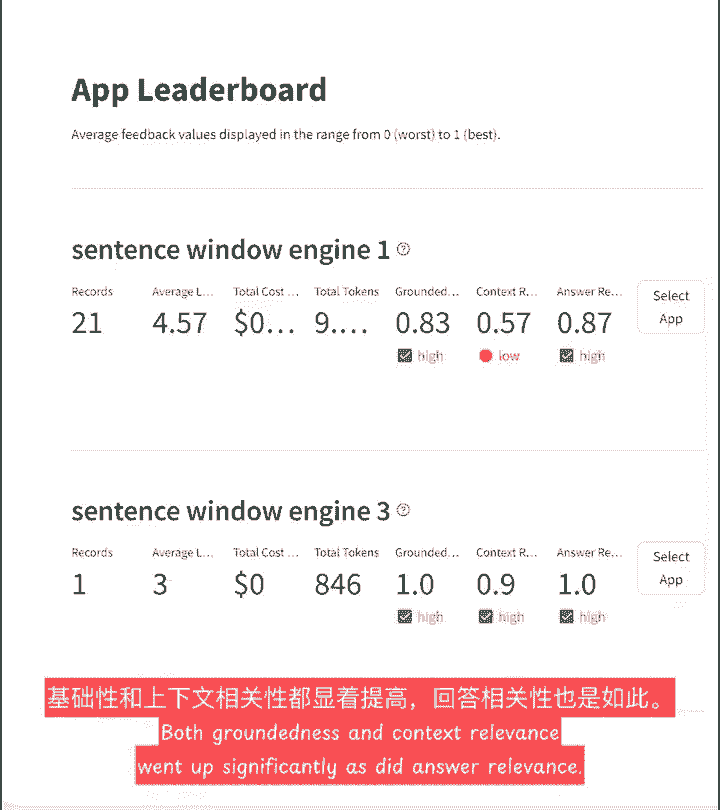 App Leaderboard
Average feedback values displayed in the range from 0 (worst) to 1 (best).
sentence window engine 1
Records Average L... Total Cost ... Total Tokens Grounded... Context R... Answer Re... Select App
21 4.57 $0... 9.... 0.83 0.57 0.87
high low high
sentence window engine 3
Records Average L... Total Cost ... Total Tokens Grounded... Context R... Answer Re... Select App
1 3 $0 846 1.0 0.9 1.0
high high high
基础性和上下文相关性都显着提高，回答相关性也是如此。
Both groundedness and context relevance
went up significantly as did answer relevance.